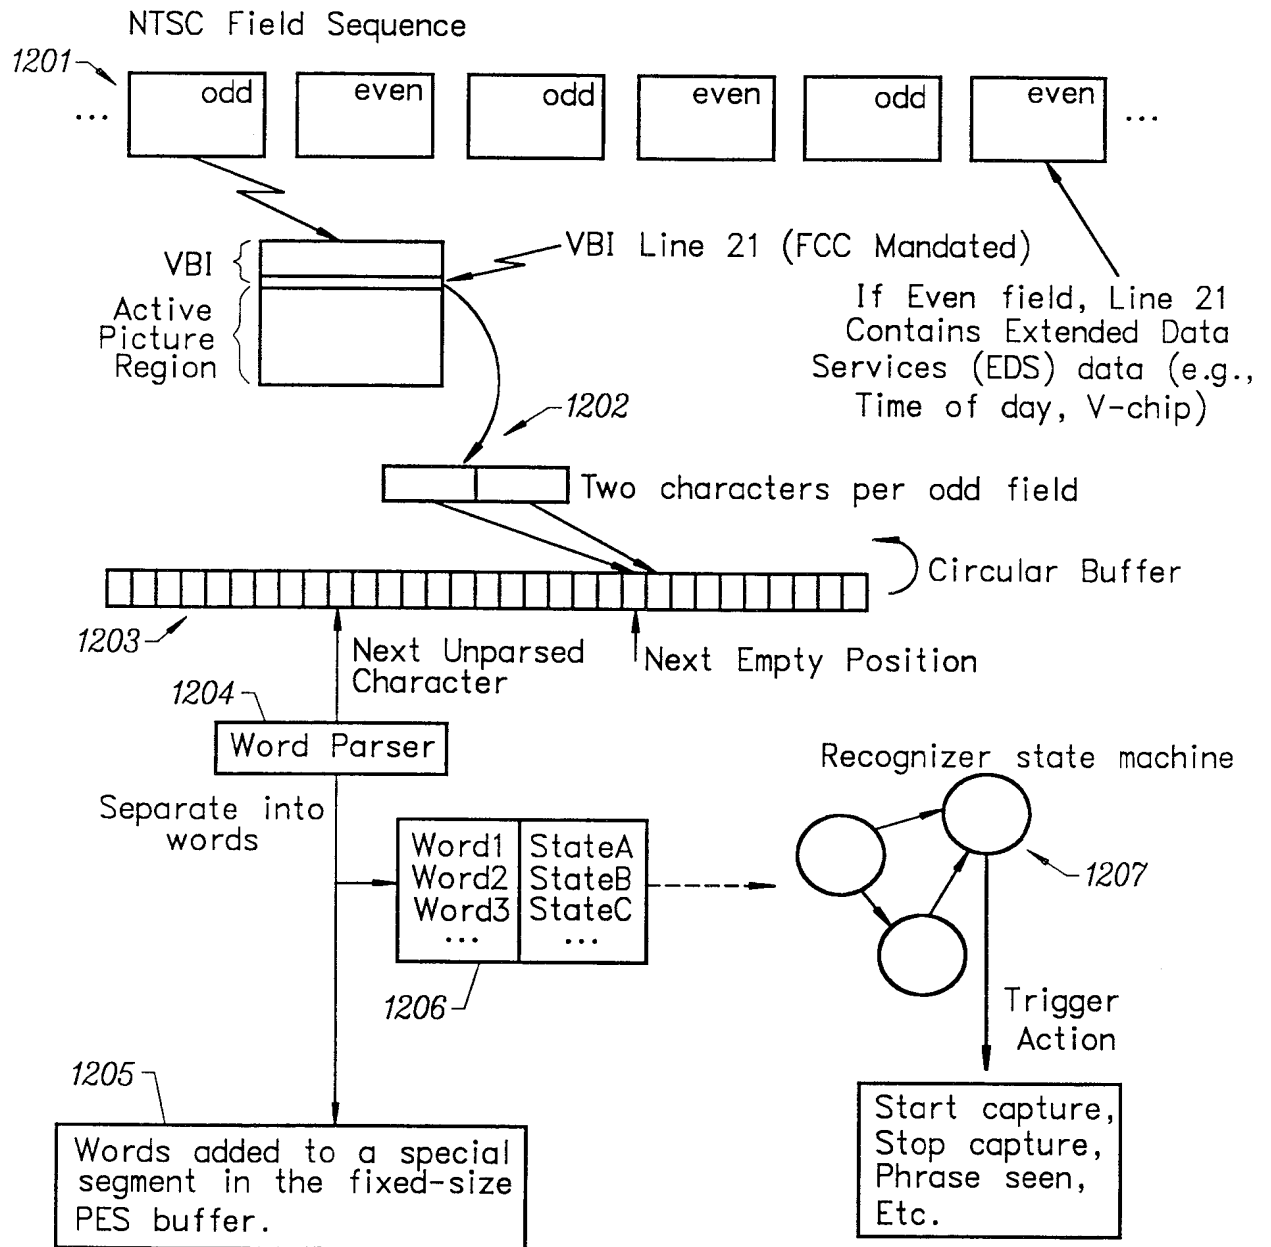 NTSC Field Sequence
1201
... odd even odd even odd even ...
VBI
VBI Line 21 (FCC Mandated)
Active
Picture
Region
If Even field, Line 21
Contains Extended Data
Services (EDS) data (e.g.,
Time of day, V-chip)
1202
Two characters per odd field
Circular Buffer
1203
Next Unparsed
Character
Next Empty Position
1204
Word Parser
Separate into
words
Recognizer state machine
Word1 StateA
Word2 StateB
Word3 StateC
... ...
1206
1207
Trigger
Action
1205
Words added to a special
segment in the fixed-size
PES buffer.
Start capture,
Stop capture,
Phrase seen,
Etc.